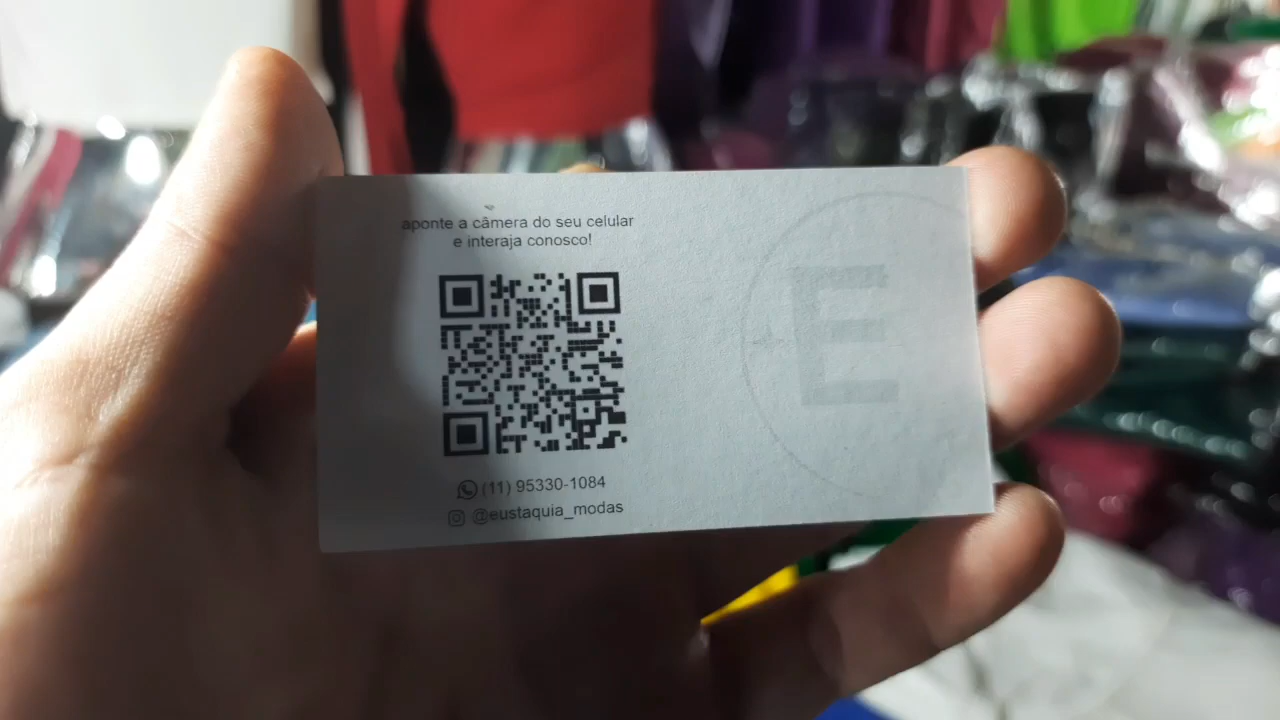 aponte a câmera do seu celular
e interaja conosco!
(11) 95330-1084
@eustaquia_modas
E